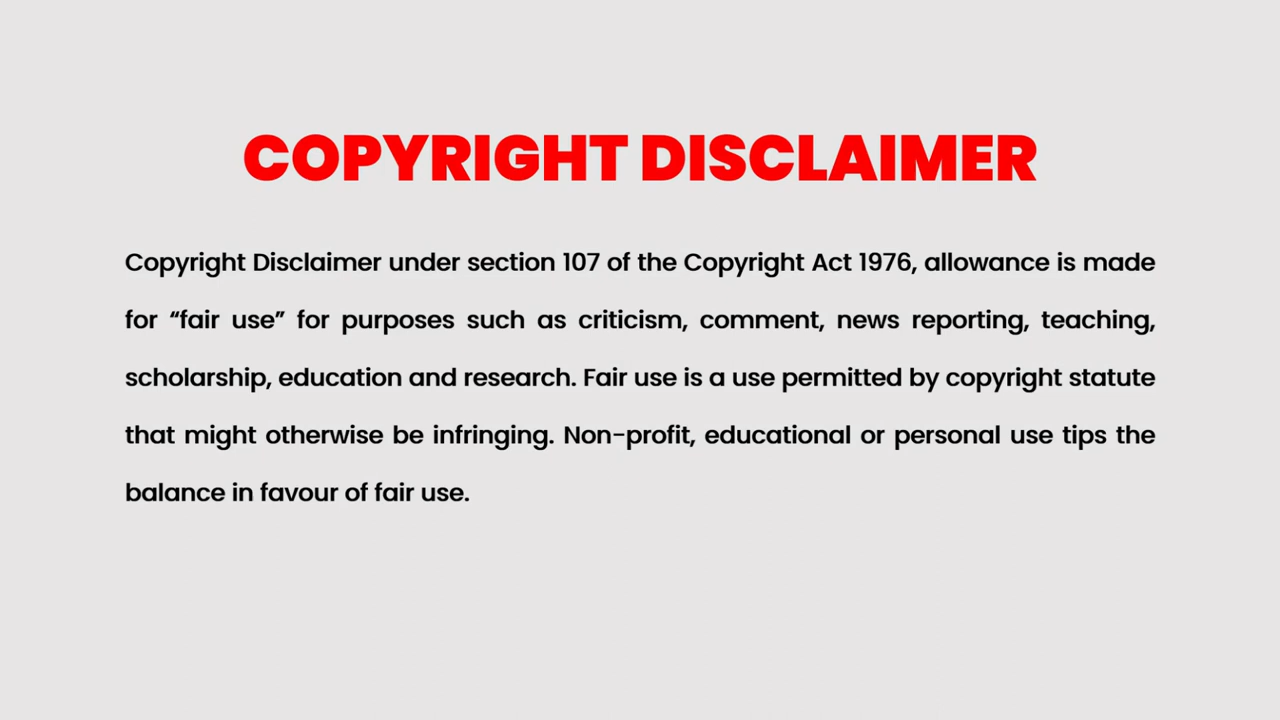 COPYRIGHT DISCLAIMER
Copyright Disclaimer under section 107 of the Copyright Act 1976, allowance is made
for “fair use” for purposes such as criticism, comment, news reporting, teaching,
scholarship, education and research. Fair use is a use permitted by copyright statute
that might otherwise be infringing. Non-profit, educational or personal use tips the
balance in favour of fair use.